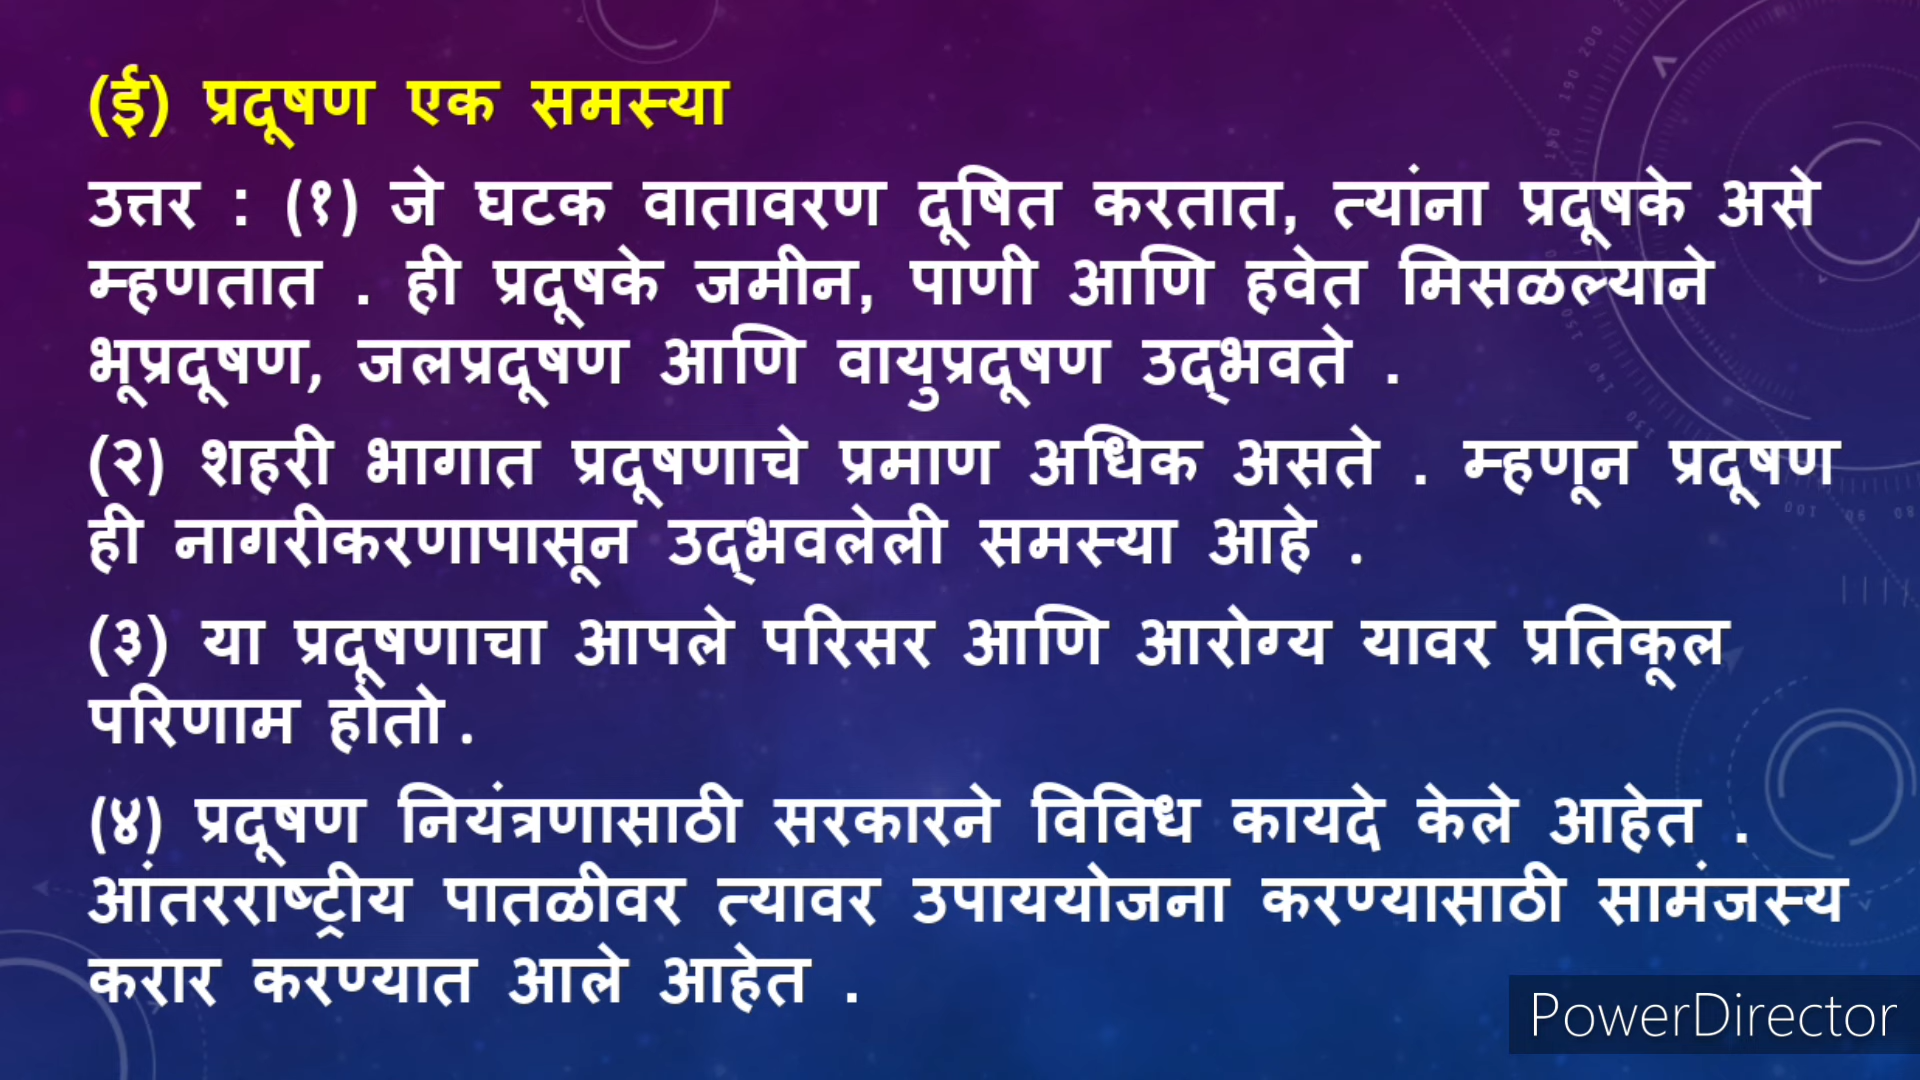 (ई) प्रदूषण एक समस्या
उत्तर : (१) जे घटक वातावरण दूषित करतात, त्यांना प्रदूषके असे
म्हणतात . ही प्रदूषके जमीन, पाणी आणि हवेत मिसळल्याने
भूप्रदूषण, जलप्रदूषण आणि वायुप्रदूषण उद्‌भवते .
(२) शहरी भागात प्रदूषणाचे प्रमाण अधिक असते . म्हणून प्रदूषण
ही नागरीकरणापासून उद्‌भवलेली समस्या आहे .
(३) या प्रदूषणाचा आपले परिसर आणि आरोग्य यावर प्रतिकूल
परिणाम होतो .
(४) प्रदूषण नियंत्रणासाठी सरकारने विविध कायदे केले आहेत .
आंतरराष्ट्रीय पातळीवर त्यावर उपाययोजना करण्यासाठी सामंजस्य
करार करण्यात आले आहेत .
PowerDirector